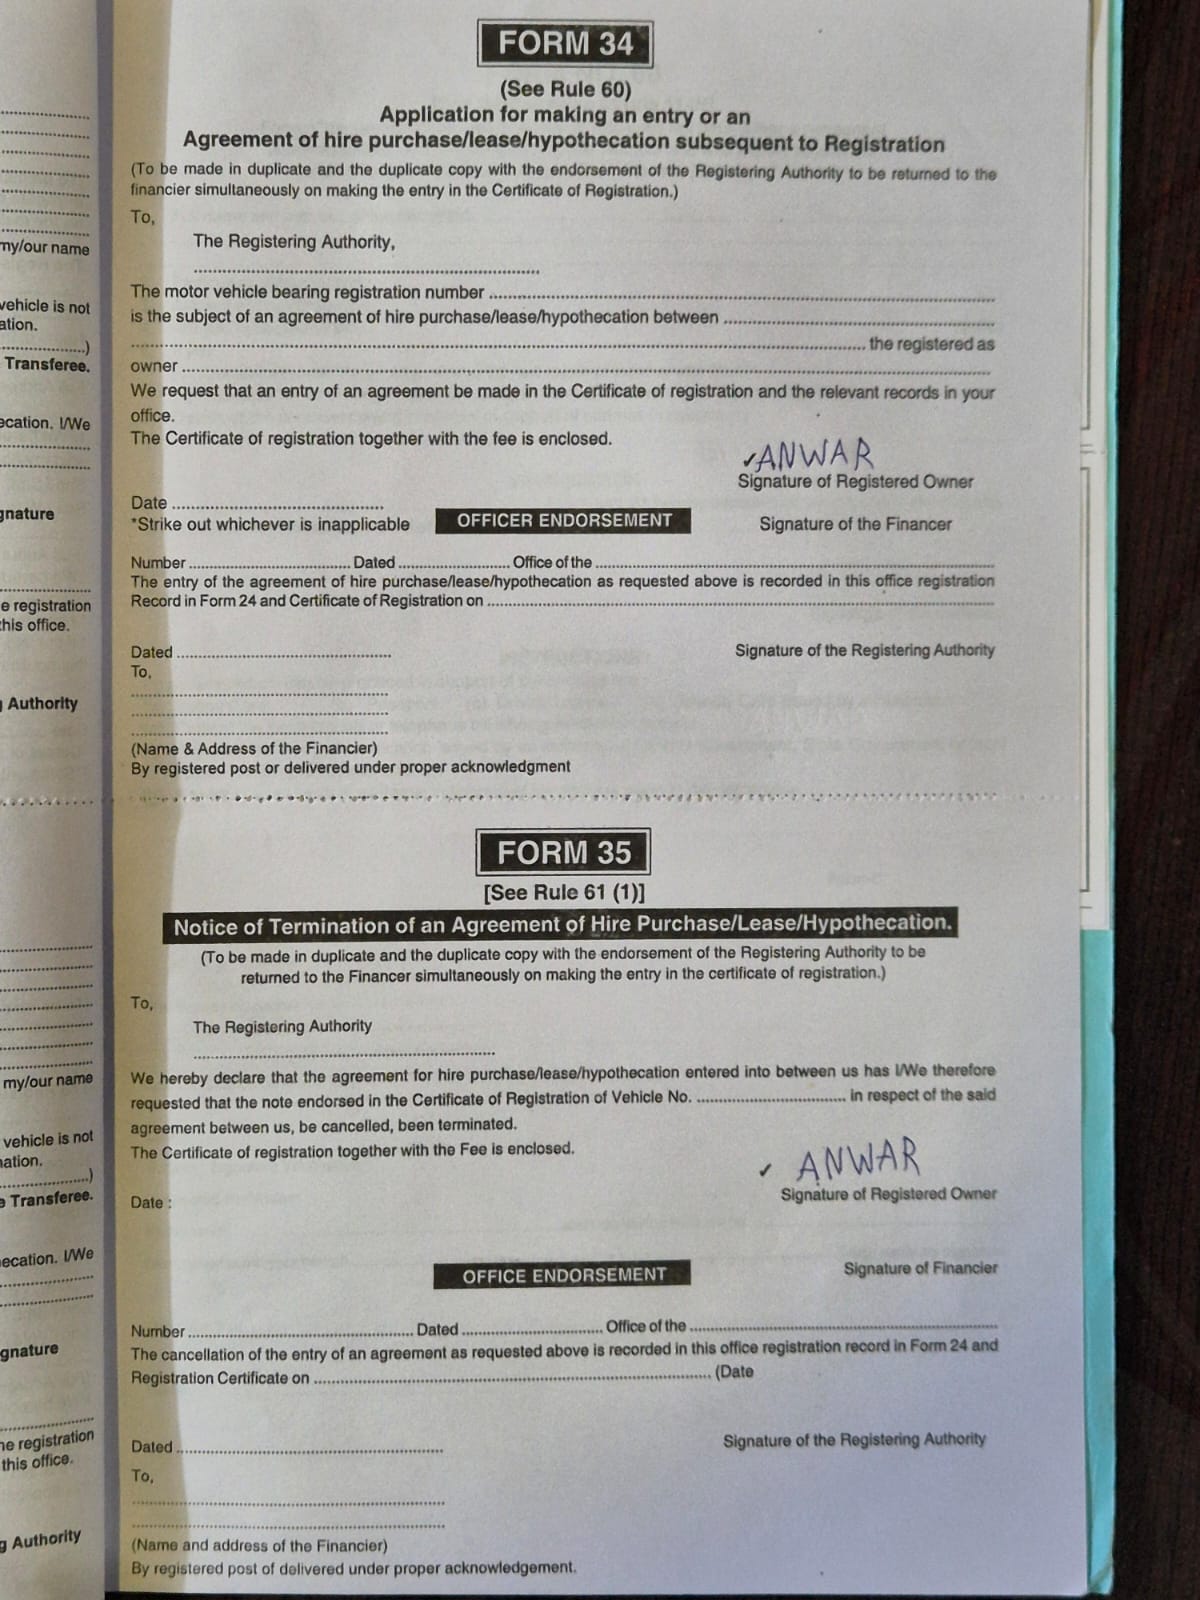 my/our name
vehicle is not
ation.
.....................)
Transferee.
ecation. I/We
gnature
e registration
this office.
g Authority
my/our name
vehicle is not
nation.
.....................)
e Transferee.
ecation. I/We
gnature
he registration
this office.
g Authority
FORM 34
(See Rule 60)
Application for making an entry or an
Agreement of hire purchase/lease/hypothecation subsequent to Registration
(To be made in duplicate and the duplicate copy with the endorsement of the Registering Authority to be returned to the
financier simultaneously on making the entry in the Certificate of Registration.)
To,
The Registering Authority,
..........................................................................
The motor vehicle bearing registration number ..........................................................................
is the subject of an agreement of hire purchase/lease/hypothecation between ..................................................
.......................................................................... the registered as
owner ..........................................................................
We request that an entry of an agreement be made in the Certificate of registration and the relevant records in your
office.
The Certificate of registration together with the fee is enclosed.
✓ANWAR
Signature of Registered Owner
Date ..................................................
*Strike out whichever is inapplicable OFFICER ENDORSEMENT Signature of the Financer
Number ................................... Dated ......................... Office of the ..........................................................................
The entry of the agreement of hire purchase/lease/hypothecation as requested above is recorded in this office registration
Record in Form 24 and Certificate of Registration on ..........................................................................
Dated .................................................. Signature of the Registering Authority
To,
..................................................
..................................................
..................................................
(Name & Address of the Financier)
By registered post or delivered under proper acknowledgment
FORM 35
[See Rule 61 (1)]
Notice of Termination of an Agreement of Hire Purchase/Lease/Hypothecation.
(To be made in duplicate and the duplicate copy with the endorsement of the Registering Authority to be
returned to the Financer simultaneously on making the entry in the certificate of registration.)
To,
The Registering Authority
..........................................................................
We hereby declare that the agreement for hire purchase/lease/hypothecation entered into between us has I/We therefore
requested that the note endorsed in the Certificate of Registration of Vehicle No. ................................... in respect of the said
agreement between us, be cancelled, been terminated.
The Certificate of registration together with the Fee is enclosed.
✓ ANWAR
Date : Signature of Registered Owner
OFFICE ENDORSEMENT Signature of Financier
Number .................................................. Dated ................................... Office of the ..........................................................................
The cancellation of the entry of an agreement as requested above is recorded in this office registration record in Form 24 and
Registration Certificate on .......................................................................... (Date
Dated .................................................. Signature of the Registering Authority
To,
..........................................................................
..........................................................................
(Name and address of the Financier)
By registered post of delivered under proper acknowledgement.